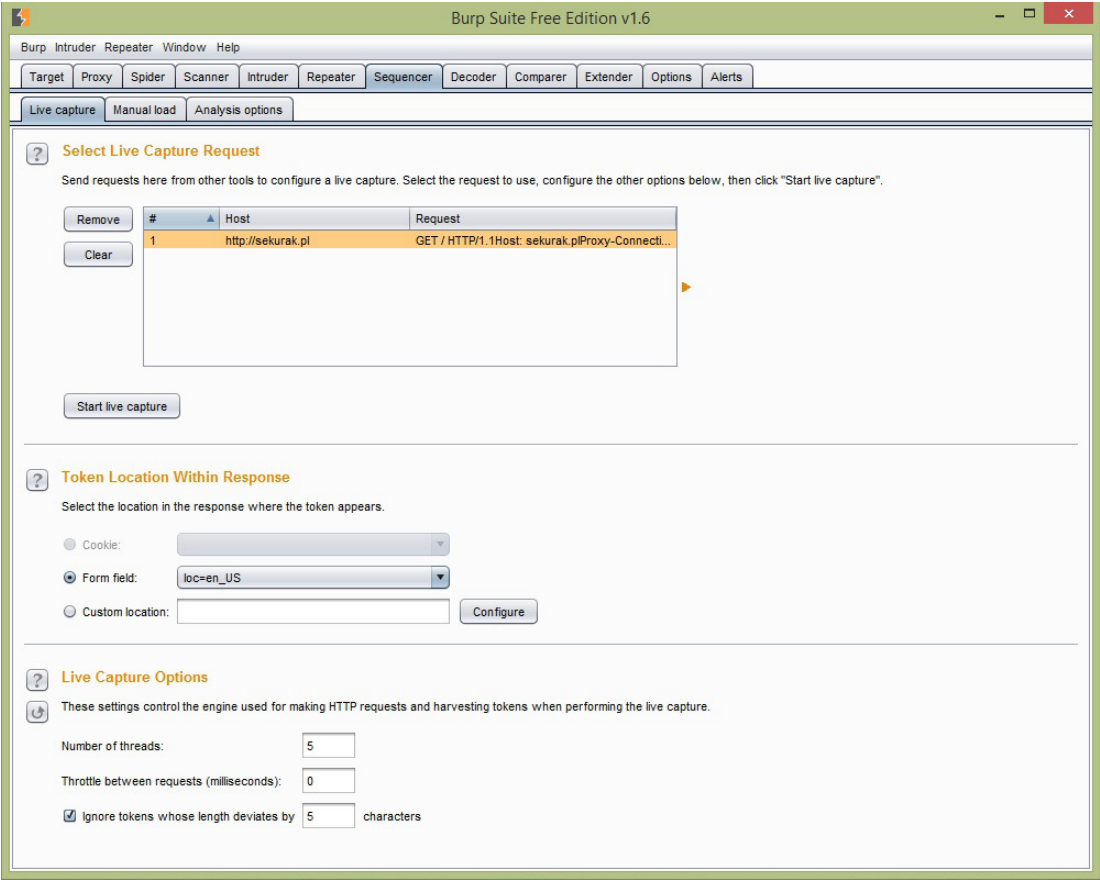 Burp Suite Free Edition v1.6
Burp Intruder Repeater Window Help
Target Proxy Spider Scanner Intruder Repeater Sequencer Decoder Comparer Extender Options Alerts
Live capture Manual load Analysis options
? Select Live Capture Request
Send requests here from other tools to configure a live capture. Select the request to use, configure the other options below, then click "Start live capture".
Remove # Host Request
1 http://sekurak.pl GET / HTTP/1.1Host: sekurak.plProxy-Connecti...
Clear
Start live capture
? Token Location Within Response
Select the location in the response where the token appears.
Cookie:
Form field: loc=en_US
Custom location: Configure
? Live Capture Options
These settings control the engine used for making HTTP requests and harvesting tokens when performing the live capture.
Number of threads: 5
Throttle between requests (milliseconds): 0
Ignore tokens whose length deviates by 5 characters